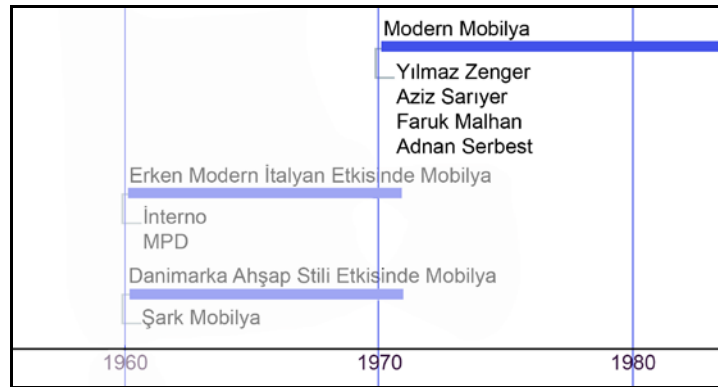 Modern Mobilya
Yılmaz Zenger
Aziz Sarıyer
Faruk Malhan
Adnan Serbest
Erken Modern İtalyan Etkisinde Mobilya
İnterno
MPD
Danimarka Ahşap Stili Etkisinde Mobilya
Şark Mobilya
1960 1970 1980